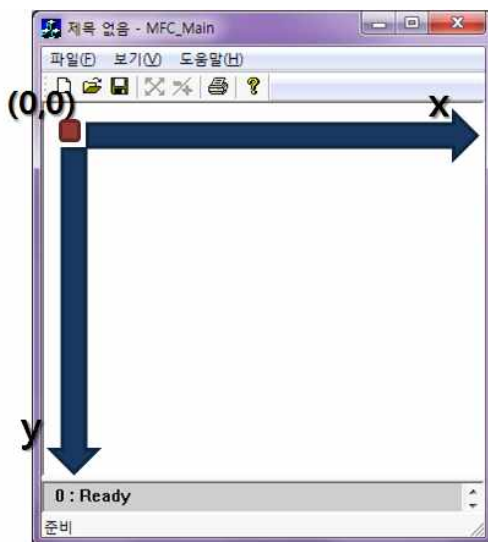 제목 없음 - MFC_Main
파일(F) 보기(V) 도움말(H)
(0,0)
x
y
0 : Ready
준비